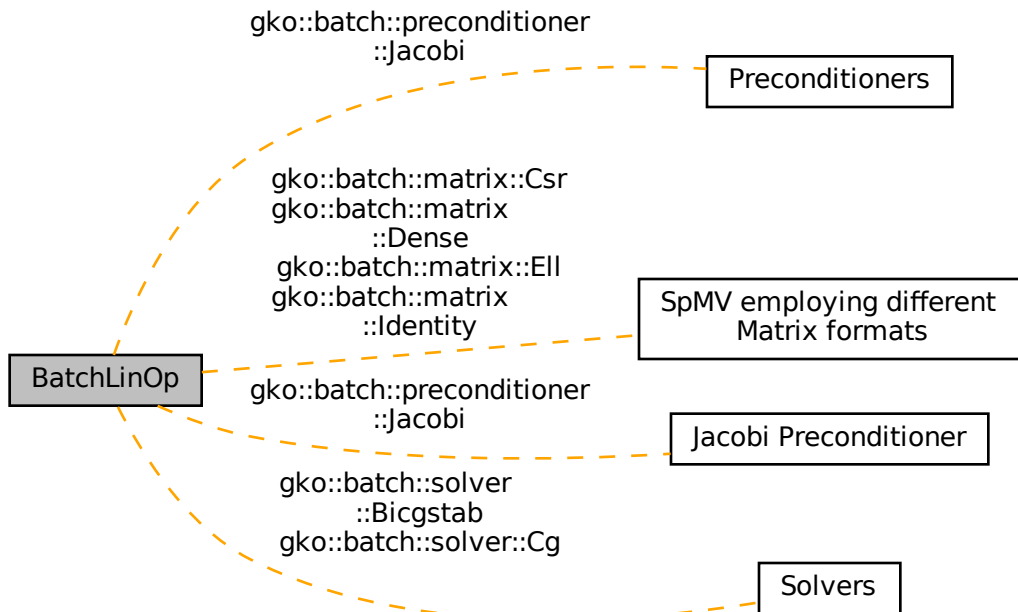 gko::batch::preconditioner
::Jacobi
Preconditioners
gko::batch::matrix::Csr
gko::batch::matrix
::Dense
gko::batch::matrix::Ell
gko::batch::matrix
::Identity
SpMV employing different
Matrix formats
BatchLinOp
gko::batch::preconditioner
::Jacobi
Jacobi Preconditioner
gko::batch::solver
::Bicgstab
gko::batch::solver::Cg
Solvers